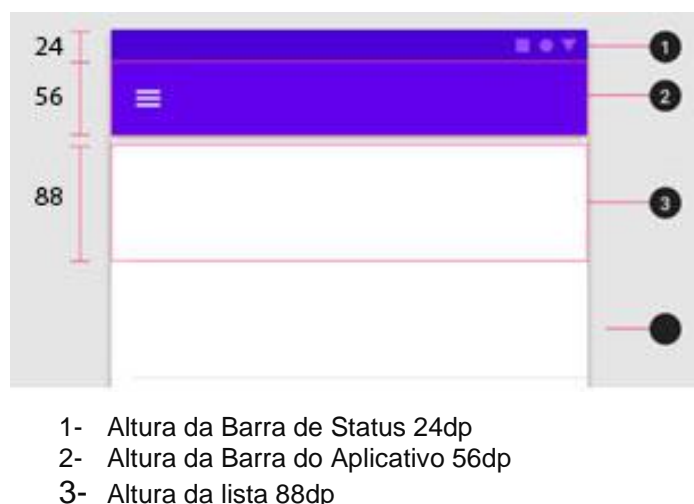 24
1
56
2
88
3
1- Altura da Barra de Status 24dp
2- Altura da Barra do Aplicativo 56dp
3- Altura da lista 88dp